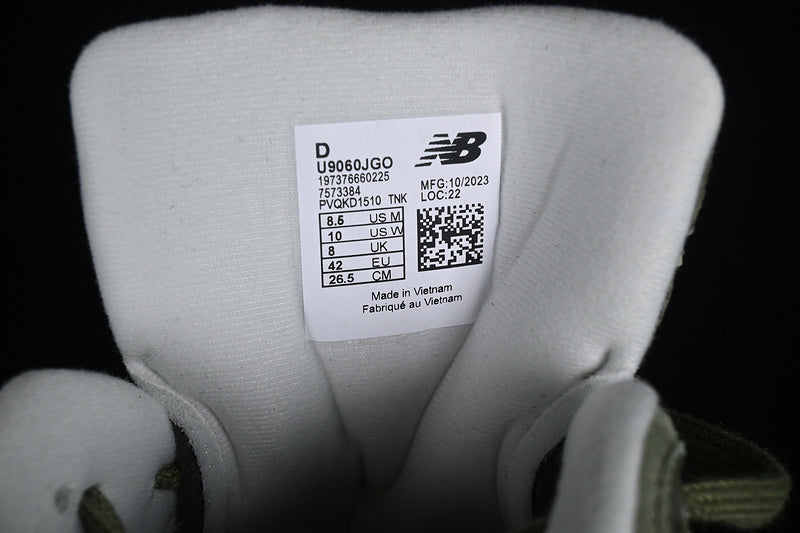 D
NB
U9060JGO
197376660225
7573384
PVQKD1510 TNK
MFG:10/2023
LOC:22
8.5 US M
10 US W
8 UK
42 EU
26.5 CM
Made in Vietnam
Fabriqué au Vietnam